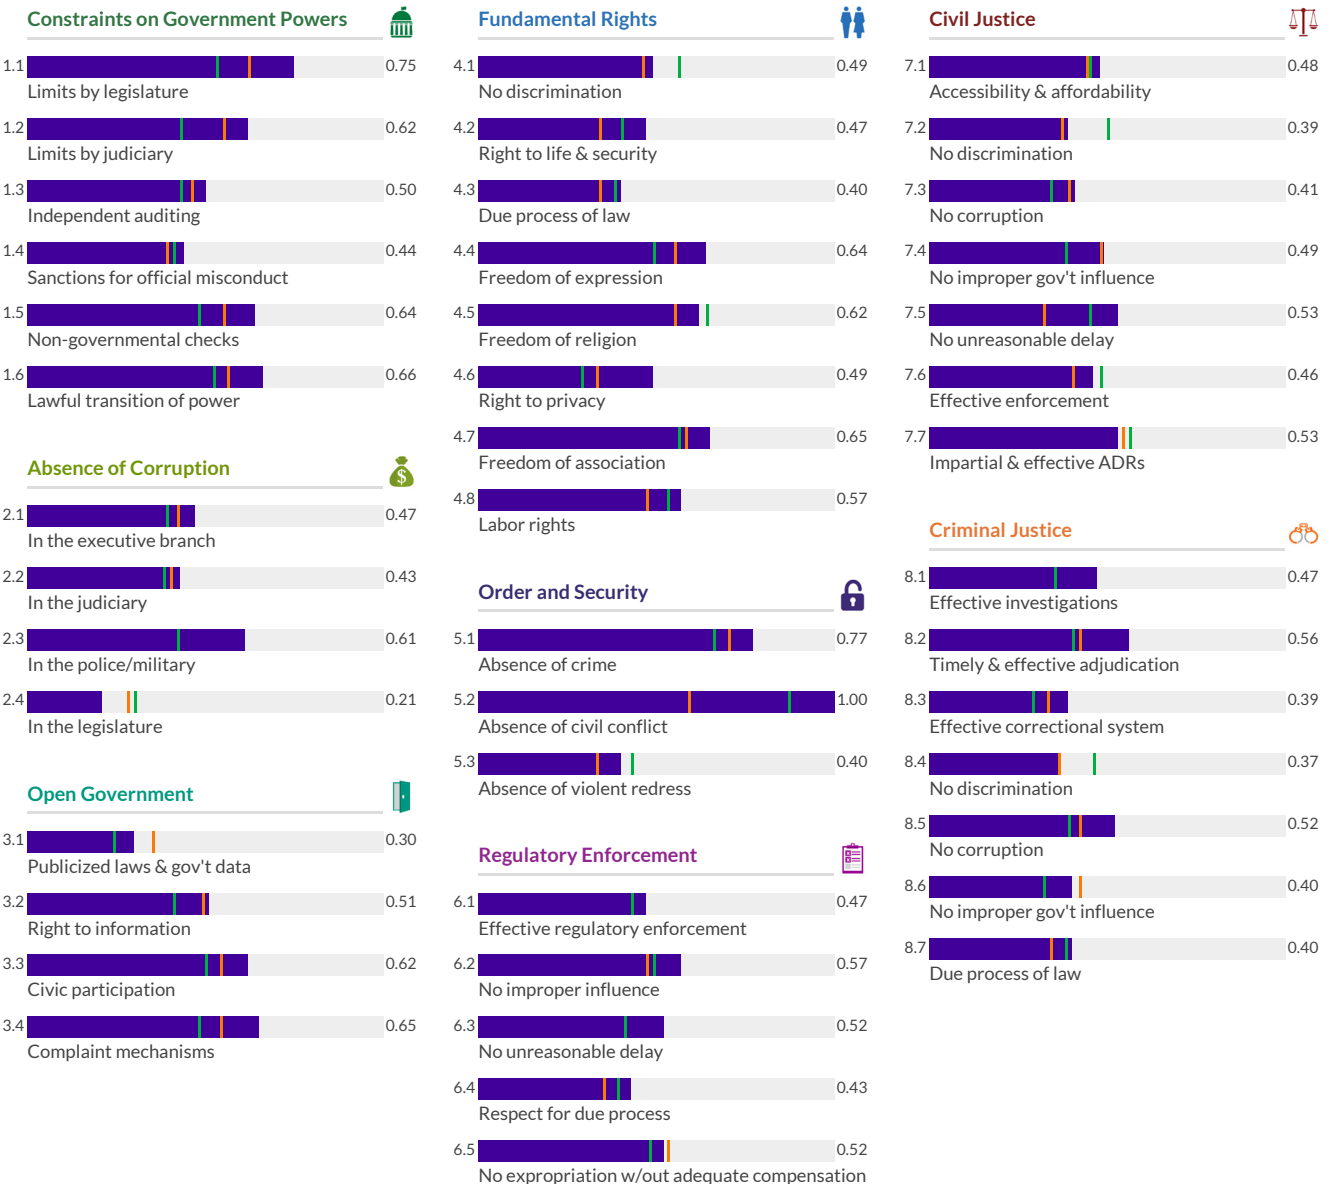 Constraints on Government Powers
1.1 0.75
Limits by legislature
1.2 0.62
Limits by judiciary
1.3 0.50
Independent auditing
1.4 0.44
Sanctions for official misconduct
1.5 0.64
Non-governmental checks
1.6 0.66
Lawful transition of power
Absence of Corruption
$
2.1 0.47
In the executive branch
2.2 0.43
In the judiciary
2.3 0.61
In the police/military
2.4 0.21
In the legislature
Open Government
3.1 0.30
Publicized laws & gov't data
3.2 0.51
Right to information
3.3 0.62
Civic participation
3.4 0.65
Complaint mechanisms
Fundamental Rights
4.1 0.49
No discrimination
4.2 0.47
Right to life & security
4.3 0.40
Due process of law
4.4 0.64
Freedom of expression
4.5 0.62
Freedom of religion
4.6 0.49
Right to privacy
4.7 0.65
Freedom of association
4.8 0.57
Labor rights
Order and Security
5.1 0.77
Absence of crime
5.2 1.00
Absence of civil conflict
5.3 0.40
Absence of violent redress
Regulatory Enforcement
6.1 0.47
Effective regulatory enforcement
6.2 0.57
No improper influence
6.3 0.52
No unreasonable delay
6.4 0.43
Respect for due process
6.5 0.52
No expropriation w/out adequate compensation
Civil Justice
7.1 0.48
Accessibility & affordability
7.2 0.39
No discrimination
7.3 0.41
No corruption
7.4 0.49
No improper gov't influence
7.5 0.53
No unreasonable delay
7.6 0.46
Effective enforcement
7.7 0.53
Impartial & effective ADRs
Criminal Justice
8.1 0.47
Effective investigations
8.2 0.56
Timely & effective adjudication
8.3 0.39
Effective correctional system
8.4 0.37
No discrimination
8.5 0.52
No corruption
8.6 0.40
No improper gov't influence
8.7 0.40
Due process of law